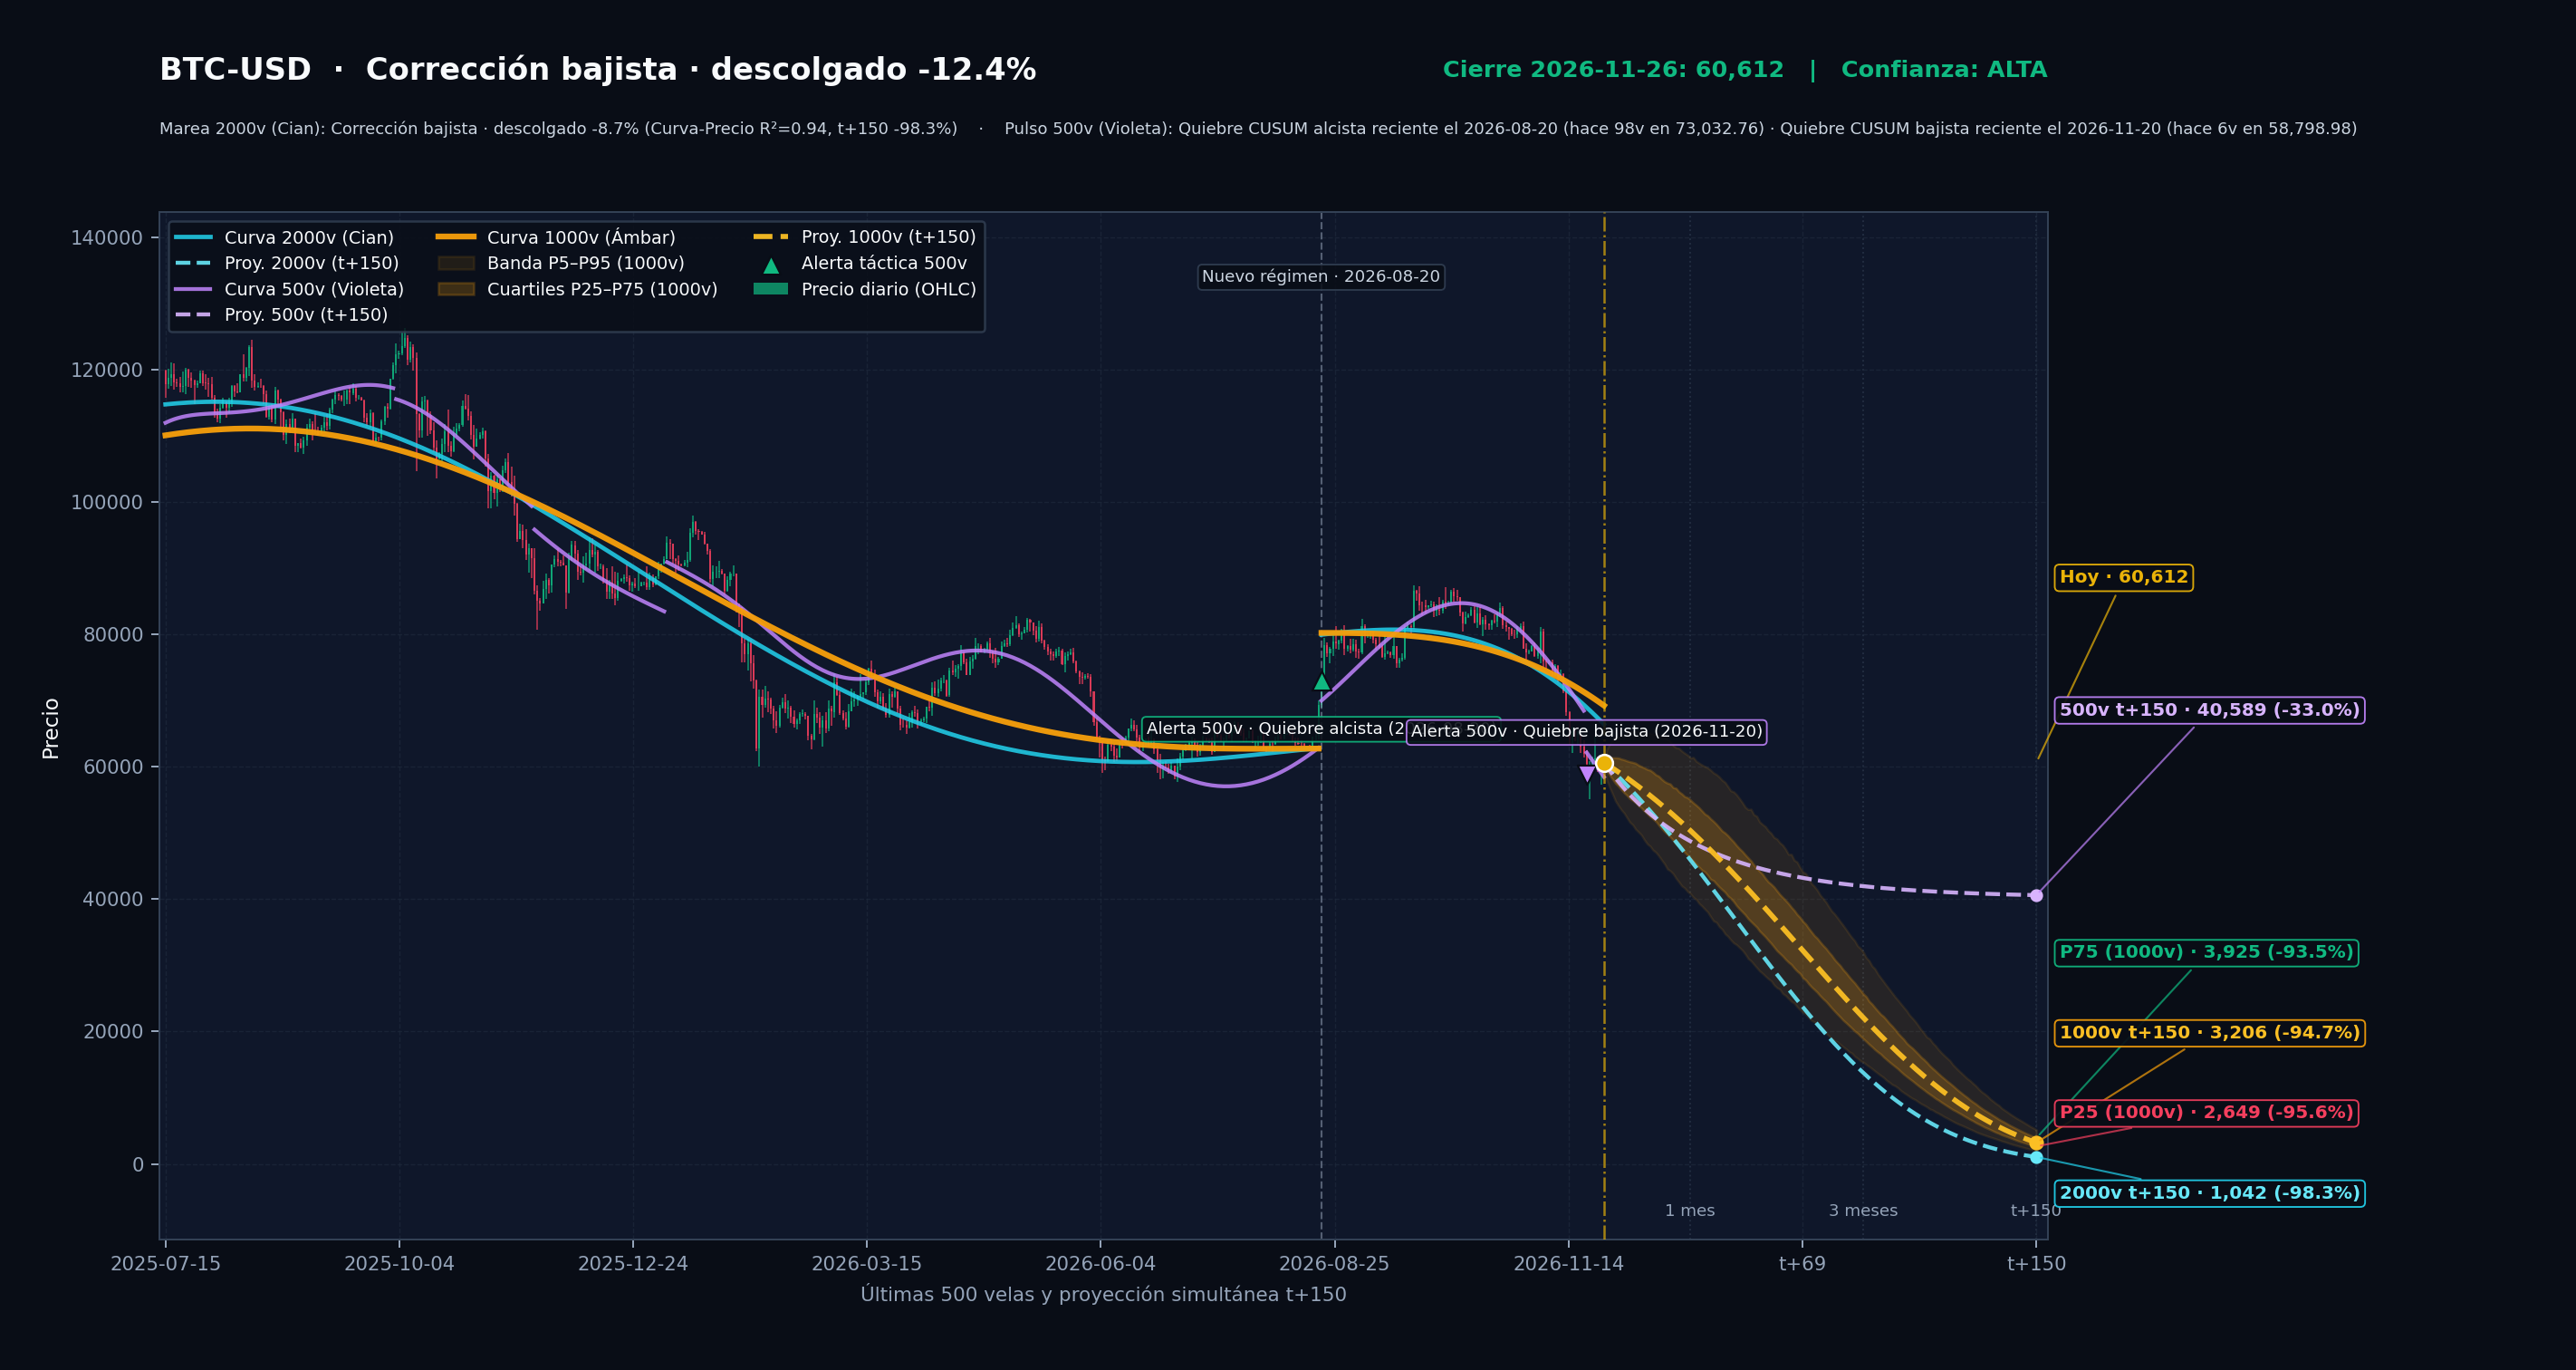 BTC-USD · Corrección bajista · descolgado -12.4%
Cierre 2026-11-26: 60,612 | Confianza: ALTA
Marea 2000v (Cian): Corrección bajista · descolgado -8.7% (Curva-Precio R²=0.94, t+150 -98.3%) · Pulso 500v (Violeta): Quiebre CUSUM alcista reciente el 2026-08-20 (hace 98v en 73,032.76) · Quiebre CUSUM bajista reciente el 2026-11-20 (hace 6v en 58,798.98)
Curva 2000v (Cian)
Proy. 2000v (t+150)
Curva 500v (Violeta)
Proy. 500v (t+150)
Curva 1000v (Ámbar)
Banda P5–P95 (1000v)
Cuartiles P25–P75 (1000v)
Proy. 1000v (t+150)
Alerta táctica 500v
Precio diario (OHLC)
Nuevo régimen · 2026-08-20
Alerta 500v · Quiebre alcista (2
Alerta 500v · Quiebre bajista (2026-11-20)
Hoy · 60,612
500v t+150 · 40,589 (-33.0%)
P75 (1000v) · 3,925 (-93.5%)
1000v t+150 · 3,206 (-94.7%)
P25 (1000v) · 2,649 (-95.6%)
2000v t+150 · 1,042 (-98.3%)
1 mes
3 meses
t+150
Precio
140000
120000
100000
80000
60000
40000
20000
0
2025-07-15
2025-10-04
2025-12-24
2026-03-15
2026-06-04
2026-08-25
2026-11-14
t+69
t+150
Últimas 500 velas y proyección simultánea t+150